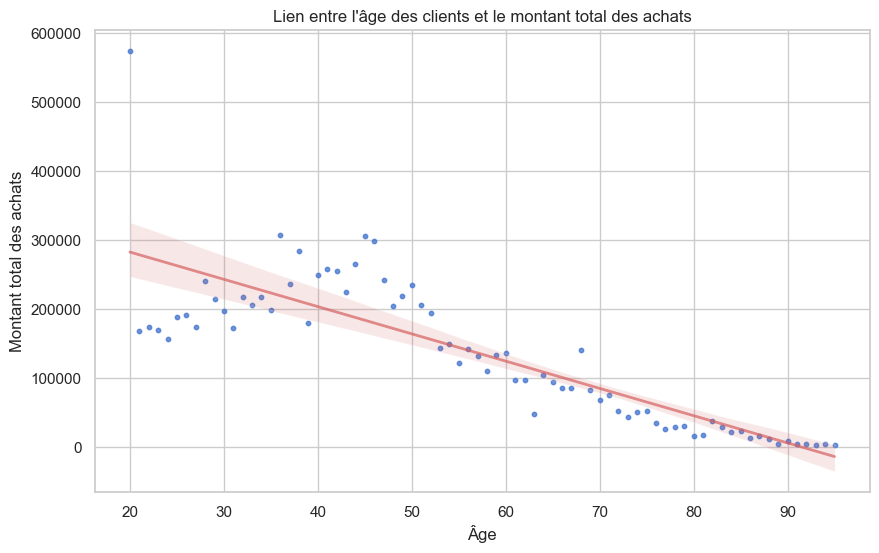 Lien entre l'âge des clients et le montant total des achats
600000
500000
400000
300000
200000
100000
0
Montant total des achats
20 30 40 50 60 70 80 90
Âge